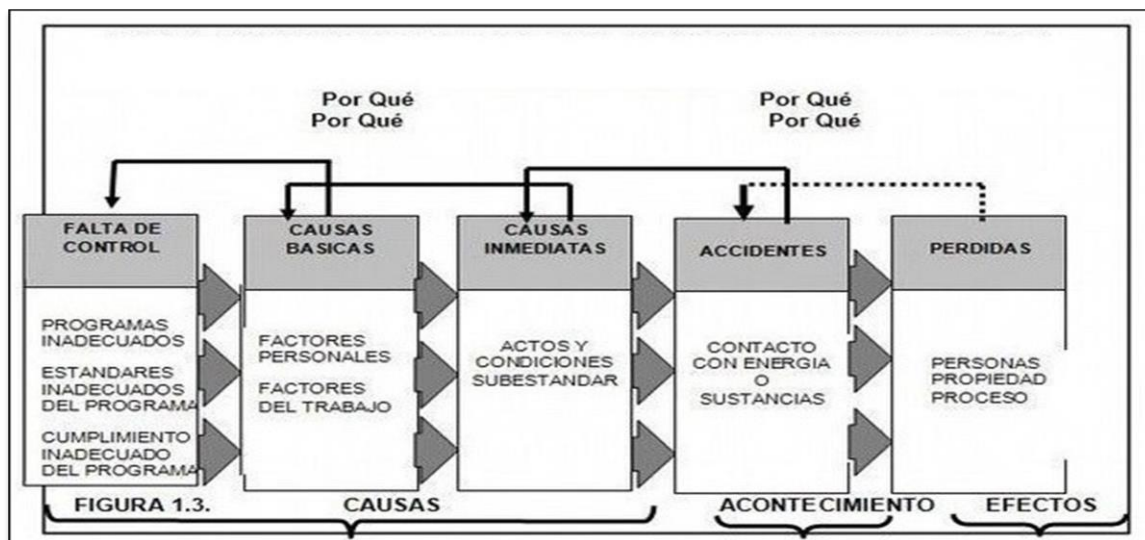 Por Qué
Por Qué
Por Qué
Por Qué
FALTA DE
CONTROL
PROGRAMAS
INADECUADOS
ESTANDARES
INADECUADOS
DEL PROGRAMA
CUMPLIMIENTO
INADECUADO
DEL PROGRAMA
CAUSAS
BASICAS
FACTORES
PERSONALES
FACTORES
DEL TRABAJO
CAUSAS
INMEDIATAS
ACTOS Y
CONDICIONES
SUBESTANDAR
ACCIDENTES
CONTACTO
CON ENERGIA
O
SUSTANCIAS
PERDIDAS
PERSONAS
PROPIEDAD
PROCESO
FIGURA 1.3.
CAUSAS
ACONTECIMIENTO
EFECTOS